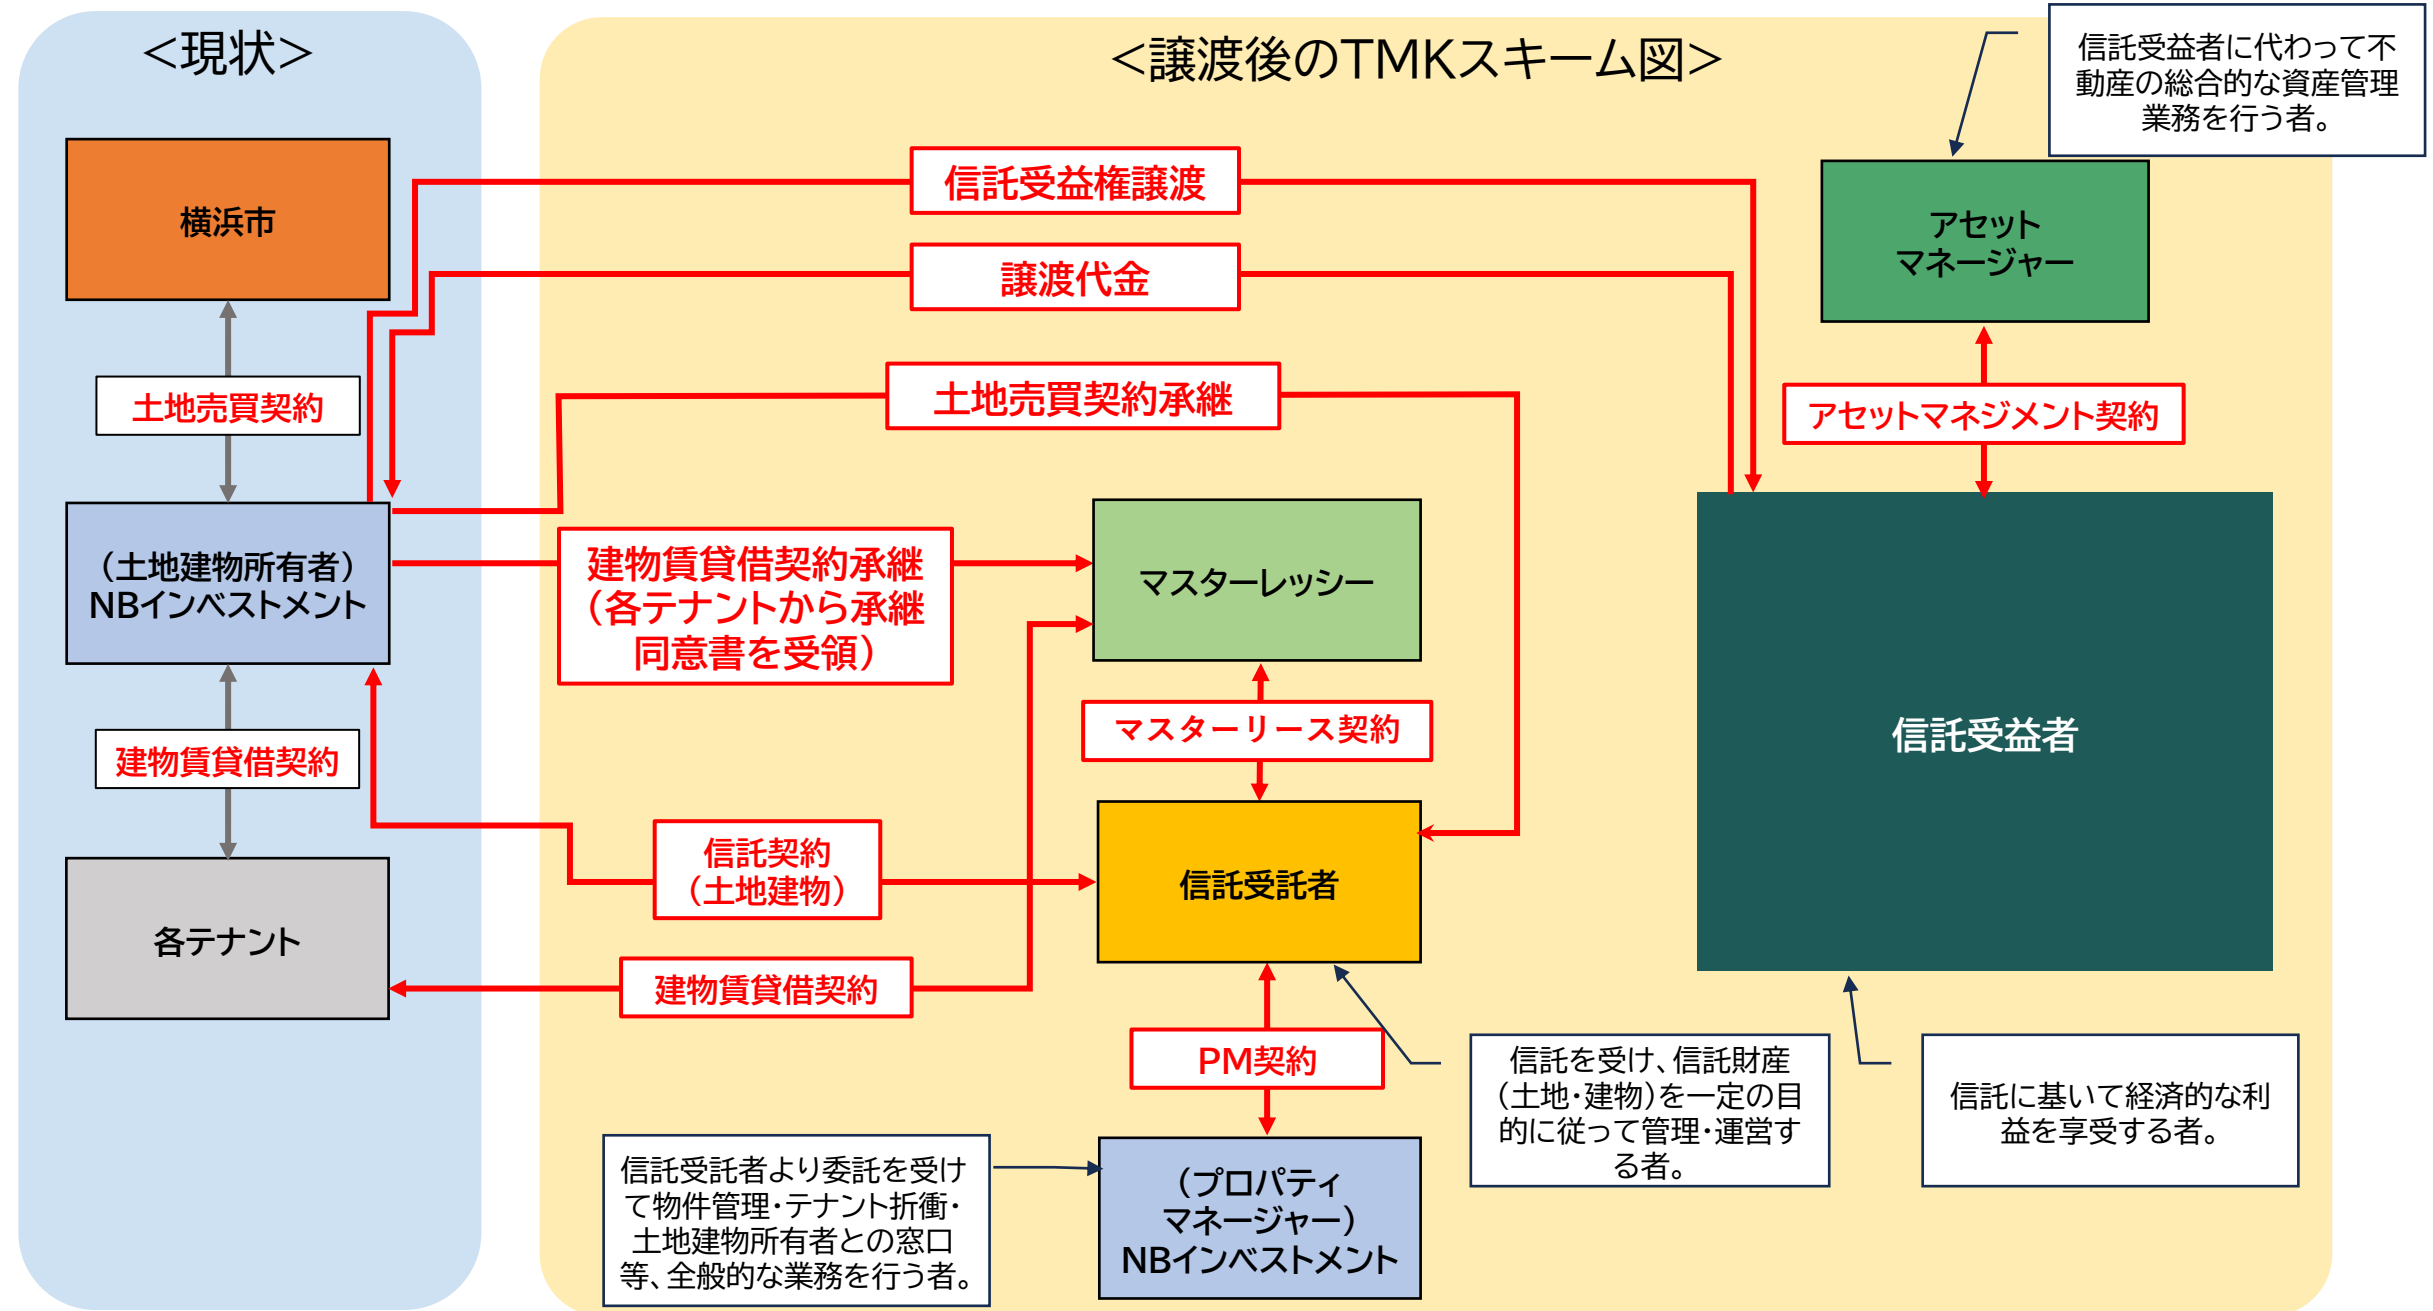 ＜現状＞
横浜市
土地売買契約
（土地建物所有者）
NBインベストメント
建物賃貸借契約
各テナント
＜譲渡後のTMKスキーム図＞
信託受益権譲渡
譲渡代金
土地売買契約承継
建物賃貸借契約承継
（各テナントから承継
同意書を受領）
マスターレッシー
マスターリース契約
信託契約
（土地建物）
信託受託者
建物賃貸借契約
PM契約
（プロパティ
マネージャー）
NBインベストメント
信託受託者より委託を受け
て物件管理・テナント折衝・
土地建物所有者との窓口
等、全般的な業務を行う者。
信託を受け、信託財産
（土地・建物）を一定の目
的に従って管理・運営す
る者。
信託受益者に代わって不
動産の総合的な資産管理
業務を行う者。
アセット
マネージャー
アセットマネジメント契約
信託受益者
信託に基いて経済的な利
益を享受する者。